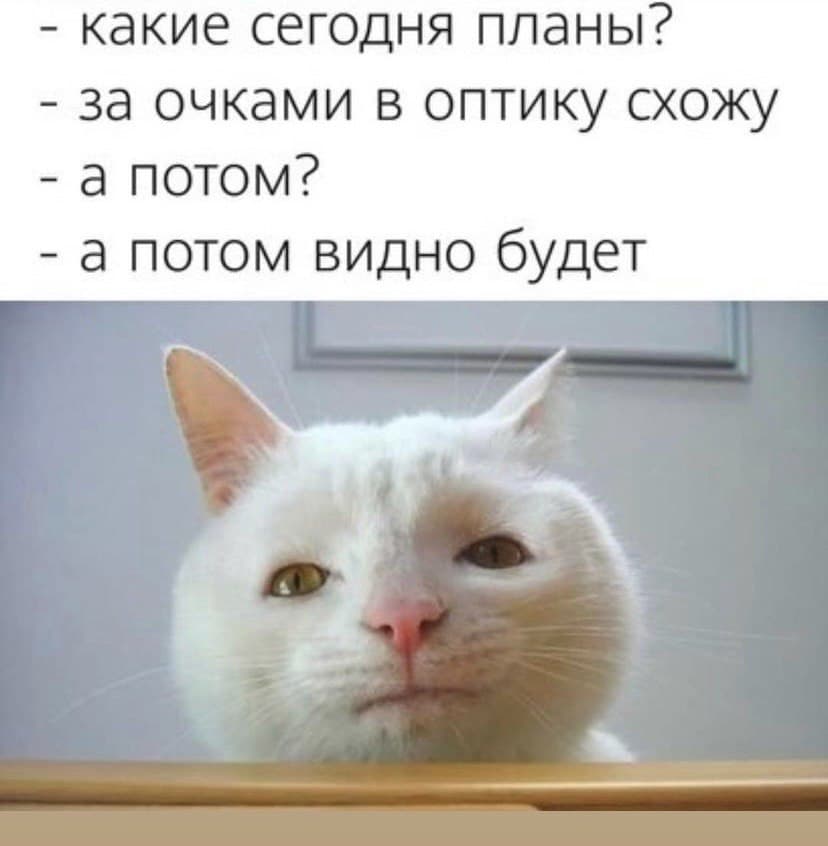 - какие сегодня планы?
- за очками в оптику схожу
- а потом?
- а потом видно будет